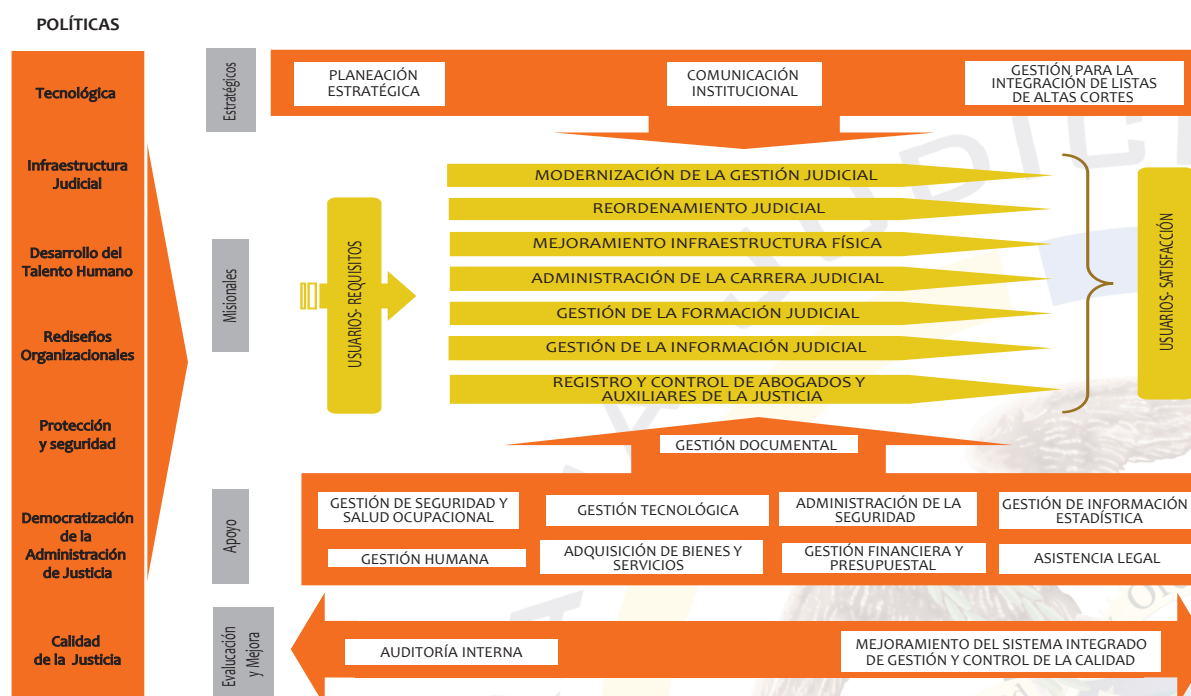 POLÍTICAS
Tecnológica
Infraestructura
Judicial
Desarrollo del
Talento Humano
Rediseños
Organizacionales
Protección
y seguridad
Democratización
de la
Administración
de Justicia
Calidad
de la Justicia
Estratégicos
PLANEACIÓN
ESTRATÉGICA
COMUNICACIÓN
INSTITUCIONAL
GESTIÓN PARA LA
INTEGRACIÓN DE LISTAS
DE ALTAS CORTES
Misionales
USUARIOS- REQUISITOS
MODERNIZACIÓN DE LA GESTIÓN JUDICIAL
REORDENAMIENTO JUDICIAL
MEJORAMIENTO INFRAESTRUCTURA FÍSICA
ADMINISTRACIÓN DE LA CARRERA JUDICIAL
GESTIÓN DE LA FORMACIÓN JUDICIAL
GESTIÓN DE LA INFORMACIÓN JUDICIAL
REGISTRO Y CONTROL DE ABOGADOS Y
AUXILIARES DE LA JUSTICIA
USUARIOS- SATISFACCIÓN
Apoyo
GESTIÓN DOCUMENTAL
GESTIÓN DE SEGURIDAD Y
SALUD OCUPACIONAL
GESTIÓN TECNOLÓGICA
ADMINISTRACIÓN DE LA
SEGURIDAD
GESTIÓN DE INFORMACIÓN
ESTADÍSTICA
GESTIÓN HUMANA
ADQUISICIÓN DE BIENES Y
SERVICIOS
GESTIÓN FINANCIERA Y
PRESUPUESTAL
ASISTENCIA LEGAL
Evalucación
y Mejora
AUDITORÍA INTERNA
MEJORAMIENTO DEL SISTEMA INTEGRADO
DE GESTIÓN Y CONTROL DE LA CALIDAD